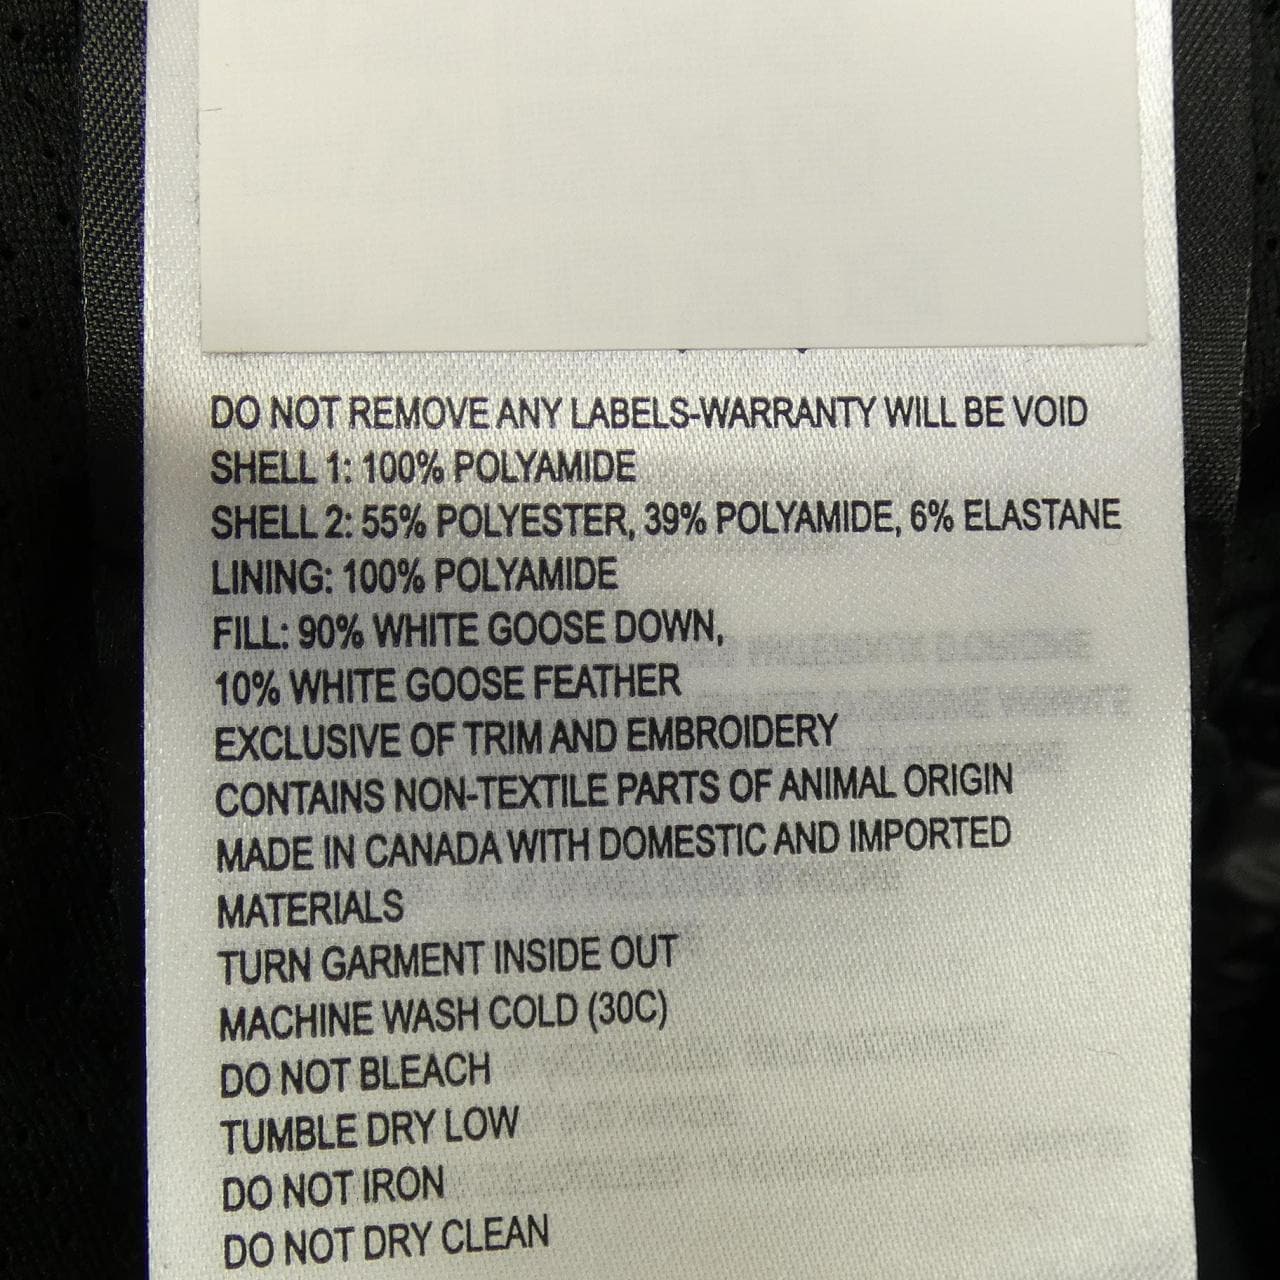 DO NOT REMOVE ANY LABELS-WARRANTY WILL BE VOID
SHELL 1: 100% POLYAMIDE
SHELL 2: 55% POLYESTER, 39% POLYAMIDE, 6% ELASTANE
LINING: 100% POLYAMIDE
FILL: 90% WHITE GOOSE DOWN,
10% WHITE GOOSE FEATHER
EXCLUSIVE OF TRIM AND EMBROIDERY
CONTAINS NON-TEXTILE PARTS OF ANIMAL ORIGIN
MADE IN CANADA WITH DOMESTIC AND IMPORTED
MATERIALS
TURN GARMENT INSIDE OUT
MACHINE WASH COLD (30C)
DO NOT BLEACH
TUMBLE DRY LOW
DO NOT IRON
DO NOT DRY CLEAN